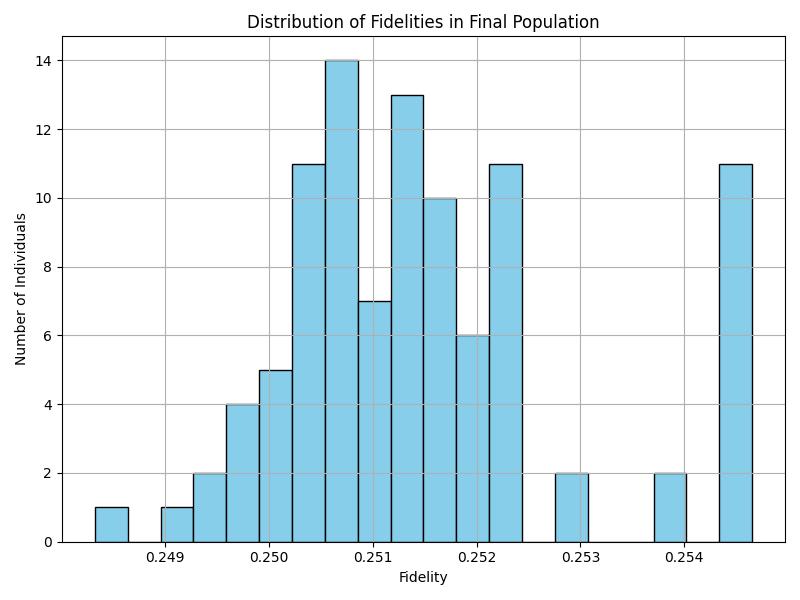 Distribution of Fidelities in Final Population
14
12
10
8
6
4
2
0
Number of Individuals
0.249 0.250 0.251 0.252 0.253 0.254
Fidelity